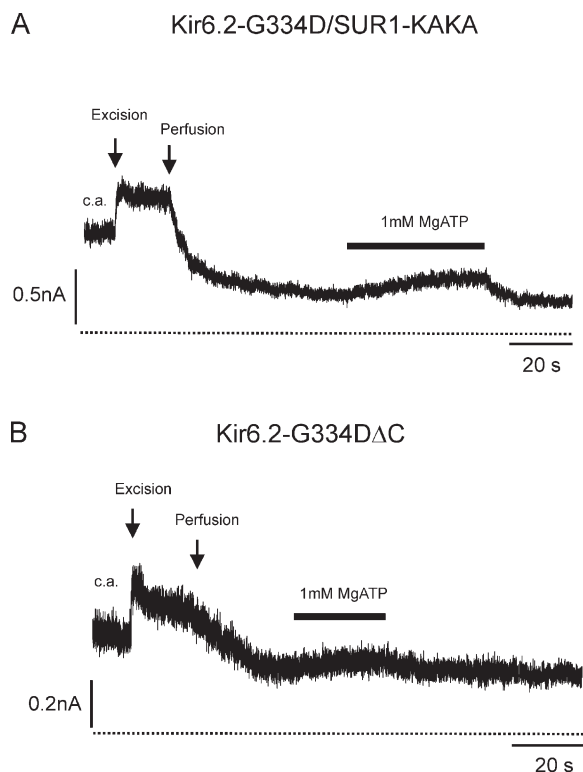 A
Kir6.2-G334D/SUR1-KAKA
Excision
Perfusion
c.a.
1mM MgATP
0.5nA
20 s
B
Kir6.2-G334DΔC
Excision
Perfusion
c.a.
1mM MgATP
0.2nA
20 s